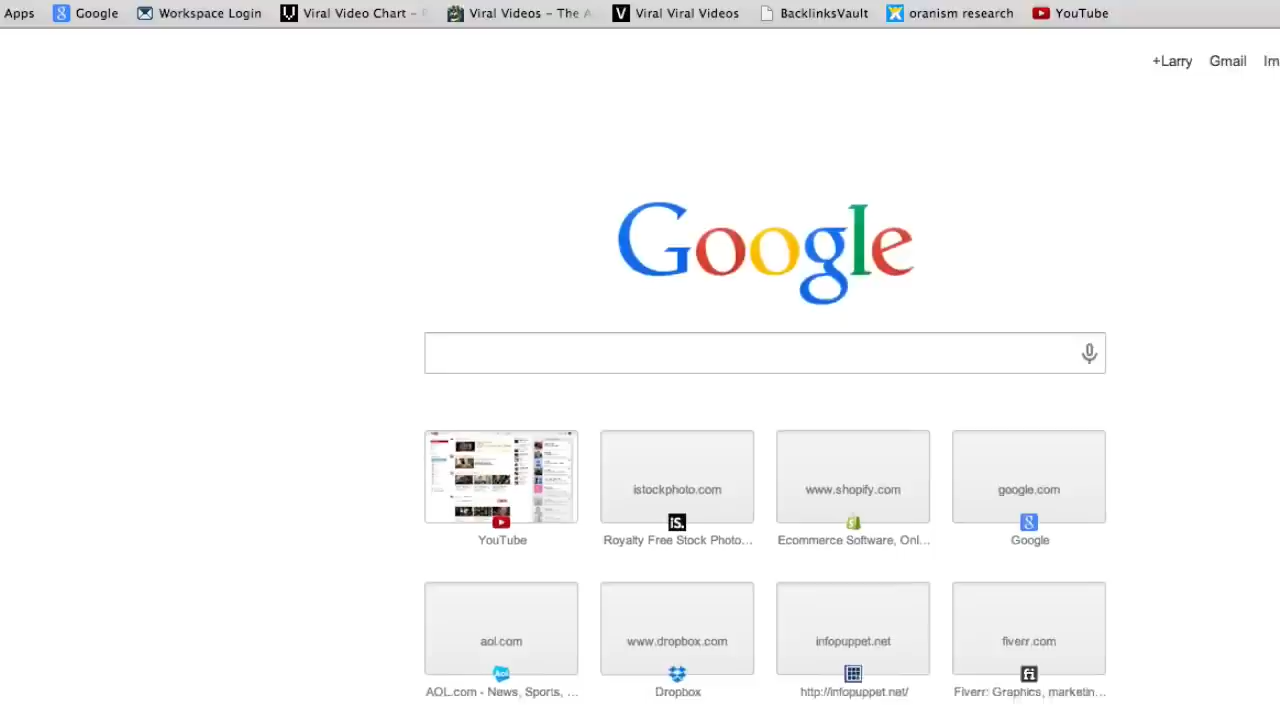 Apps Google Workspace Login Viral Video Chart – Viral Videos – The A Viral Viral Videos BacklinksVault oranism research YouTube
+Larry Gmail Im
Google
istockphoto.com www.shopify.com google.com
YouTube Royalty Free Stock Photo... Ecommerce Software, Onl... Google
aol.com www.dropbox.com infopuppet.net fiverr.com
AOL.com - News, Sports, ... Dropbox http://infopuppet.net/ Fiverr: Graphics, marketin...